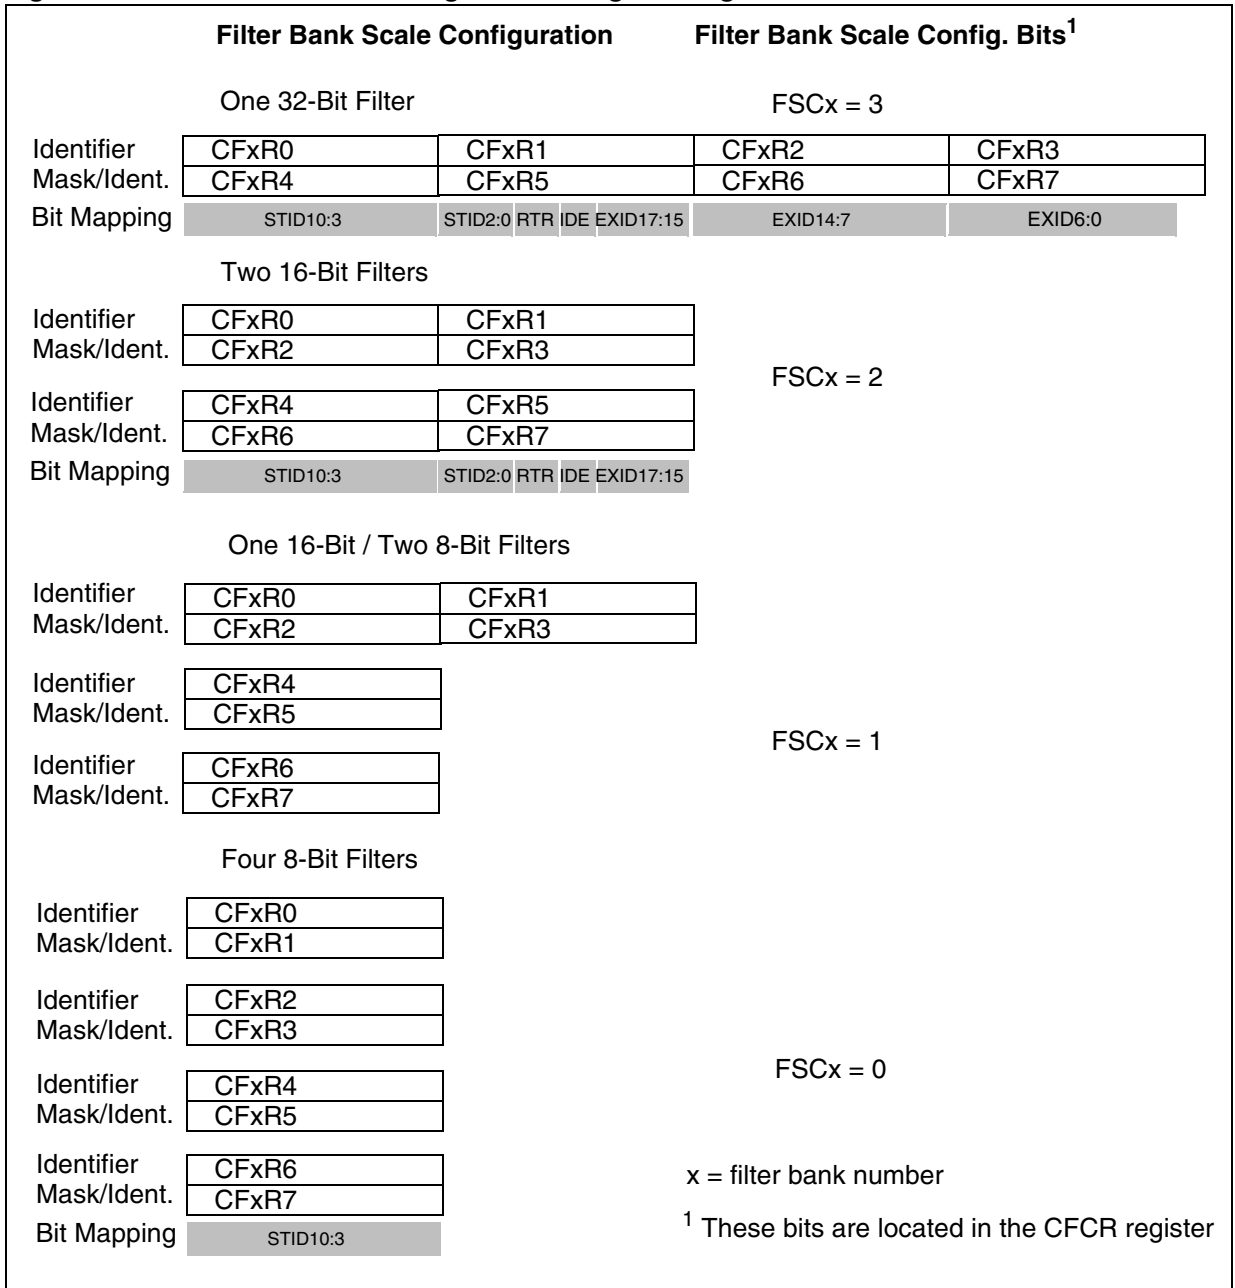 Filter Bank Scale Configuration Filter Bank Scale Config. Bits1
One 32-Bit Filter FSCx = 3
Identifier CFxR0 CFxR1 CFxR2 CFxR3
Mask/Ident. CFxR4 CFxR5 CFxR6 CFxR7
Bit Mapping STID10:3 STID2:0 RTR IDE EXID17:15 EXID14:7 EXID6:0
Two 16-Bit Filters
Identifier CFxR0 CFxR1
Mask/Ident. CFxR2 CFxR3
FSCx = 2
Identifier CFxR4 CFxR5
Mask/Ident. CFxR6 CFxR7
Bit Mapping STID10:3 STID2:0 RTR IDE EXID17:15
One 16-Bit / Two 8-Bit Filters
Identifier CFxR0 CFxR1
Mask/Ident. CFxR2 CFxR3
Identifier CFxR4
Mask/Ident. CFxR5
FSCx = 1
Identifier CFxR6
Mask/Ident. CFxR7
Four 8-Bit Filters
Identifier CFxR0
Mask/Ident. CFxR1
Identifier CFxR2
Mask/Ident. CFxR3
FSCx = 0
Identifier CFxR4
Mask/Ident. CFxR5
Identifier CFxR6
Mask/Ident. CFxR7
x = filter bank number
Bit Mapping STID10:3
1 These bits are located in the CFCR register